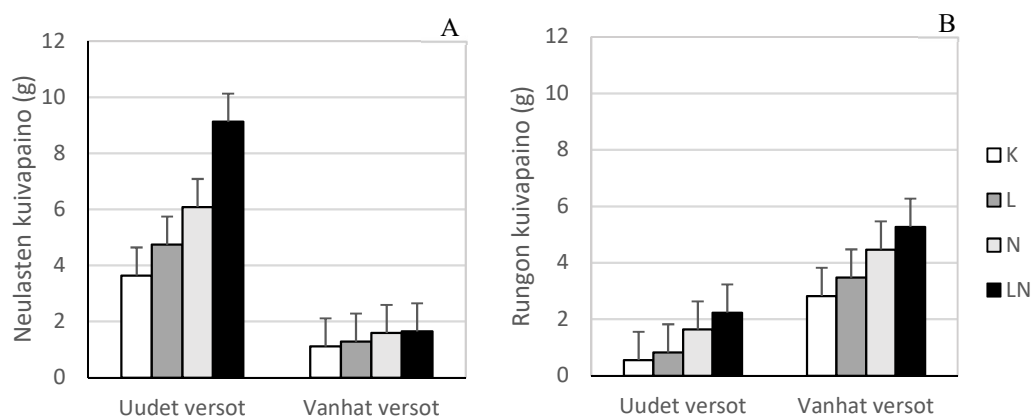 A
Neulasten kuivapaino (g)
12
10
8
6
4
2
0
Uudet versot
Vanhat versot
B
Rungon kuivapaino (g)
12
10
8
6
4
2
0
Uudet versot
Vanhat versot
K
L
N
LN